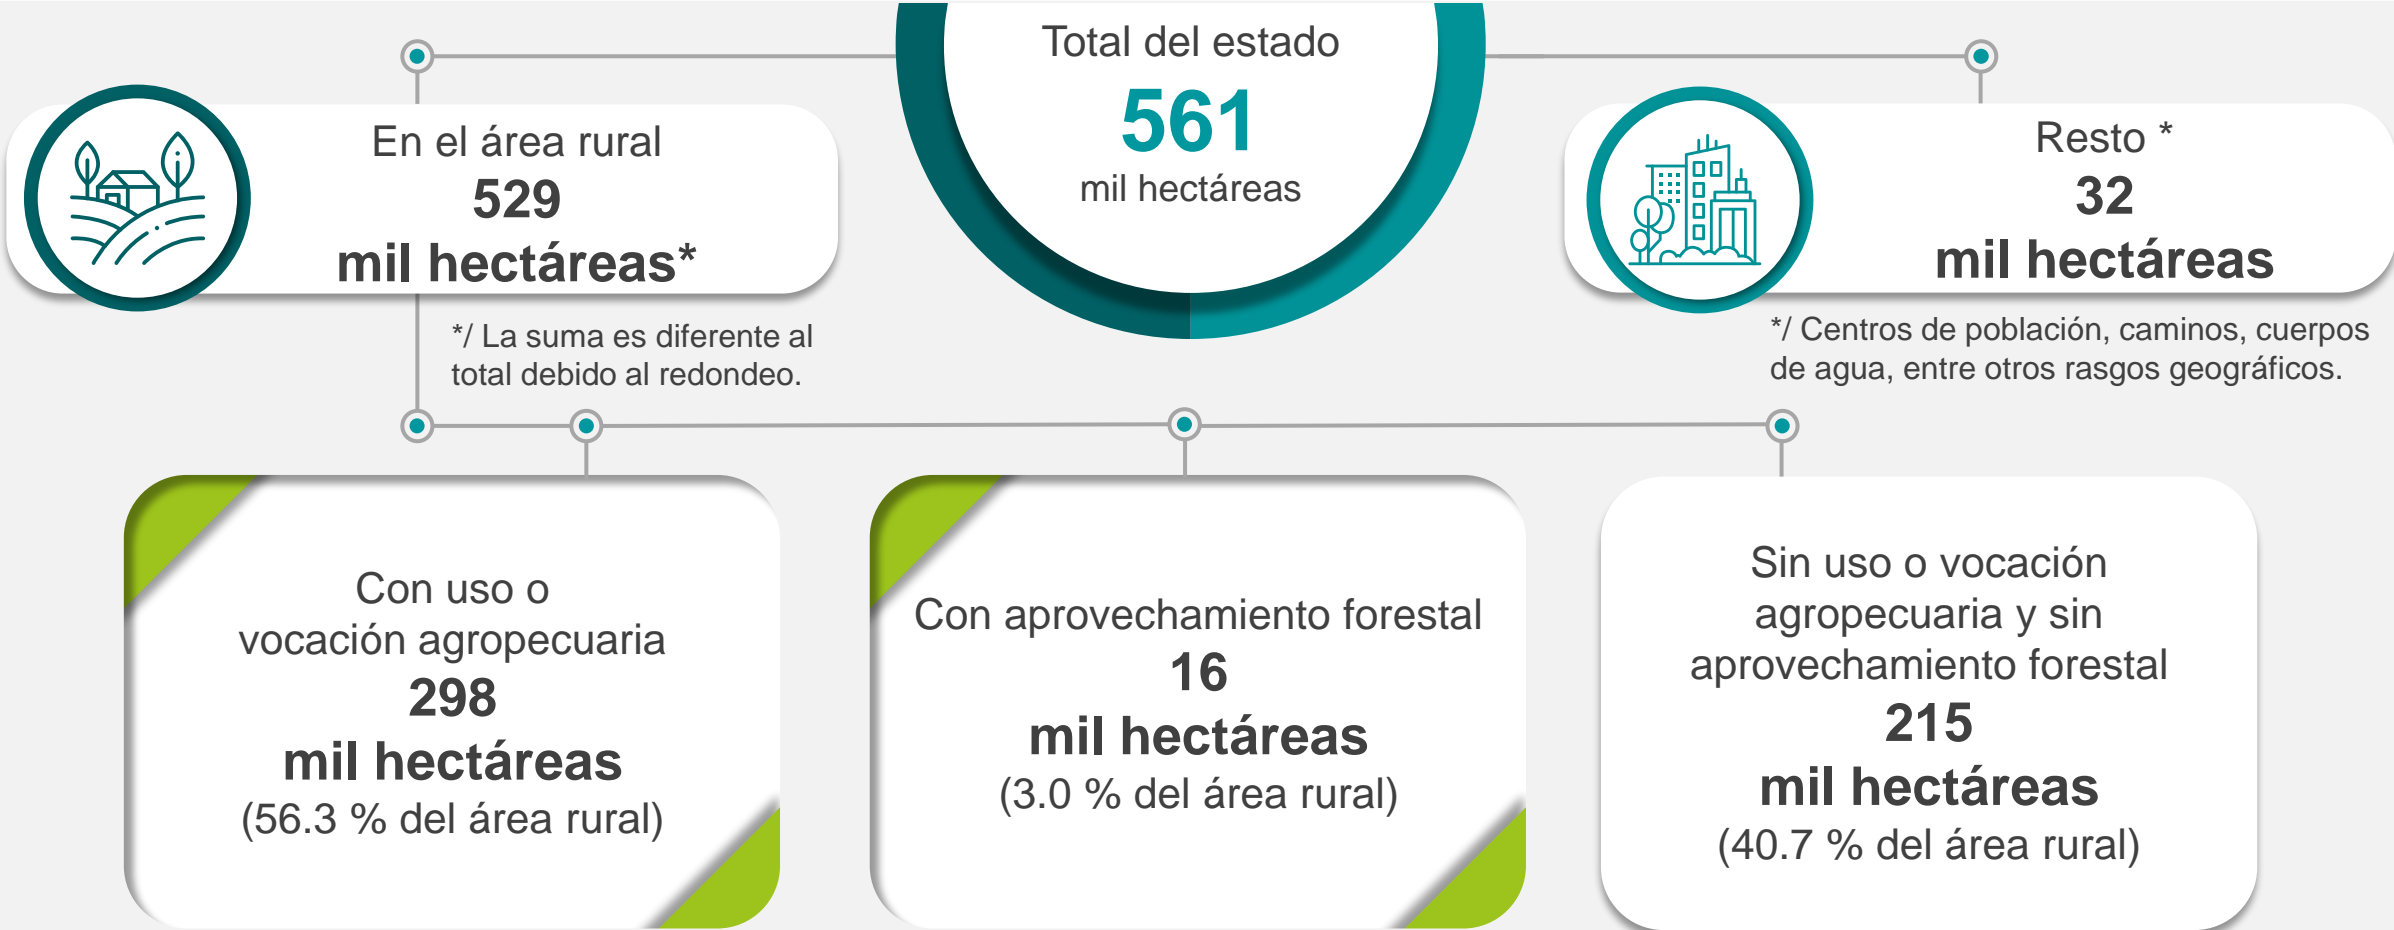 Total del estado
561
mil hectáreas
En el área rural
529
mil hectáreas*
*/ La suma es diferente al
total debido al redondeo.
Resto *
32
mil hectáreas
*/ Centros de población, caminos, cuerpos
de agua, entre otros rasgos geográficos.
Con uso o
vocación agropecuaria
298
mil hectáreas
(56.3 % del área rural)
Con aprovechamiento forestal
16
mil hectáreas
(3.0 % del área rural)
Sin uso o vocación
agropecuaria y sin
aprovechamiento forestal
215
mil hectáreas
(40.7 % del área rural)